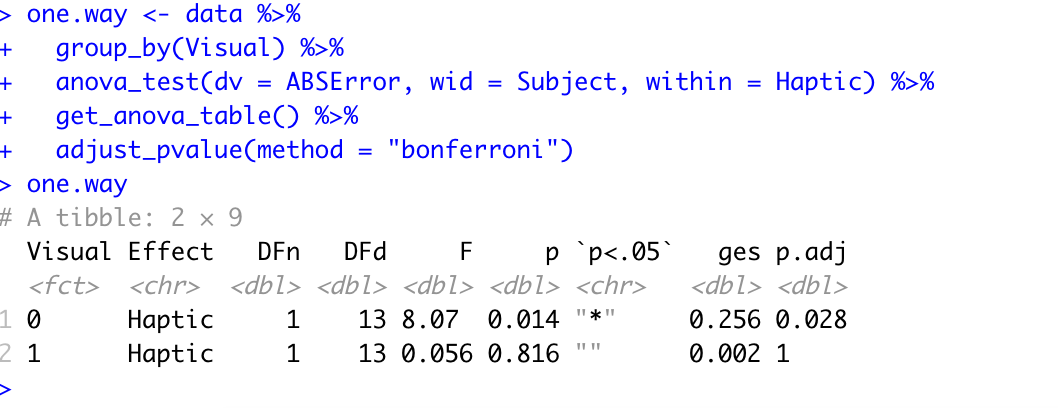 > one.way <- data %>%
+   group_by(Visual) %>%
+   anova_test(dv = ABSError, wid = Subject, within = Haptic) %>%
+   get_anova_table() %>%
+   adjust_pvalue(method = "bonferroni")
> one.way
# A tibble: 2 × 9
  Visual Effect   DFn   DFd     F     p `p<.05`   ges p.adj
  <fct>  <chr>  <dbl> <dbl> <dbl> <dbl> <chr>   <dbl> <dbl>
1 0      Haptic     1    13 8.07  0.014 "*"     0.256 0.028
2 1      Haptic     1    13 0.056 0.816 ""      0.002 1
>